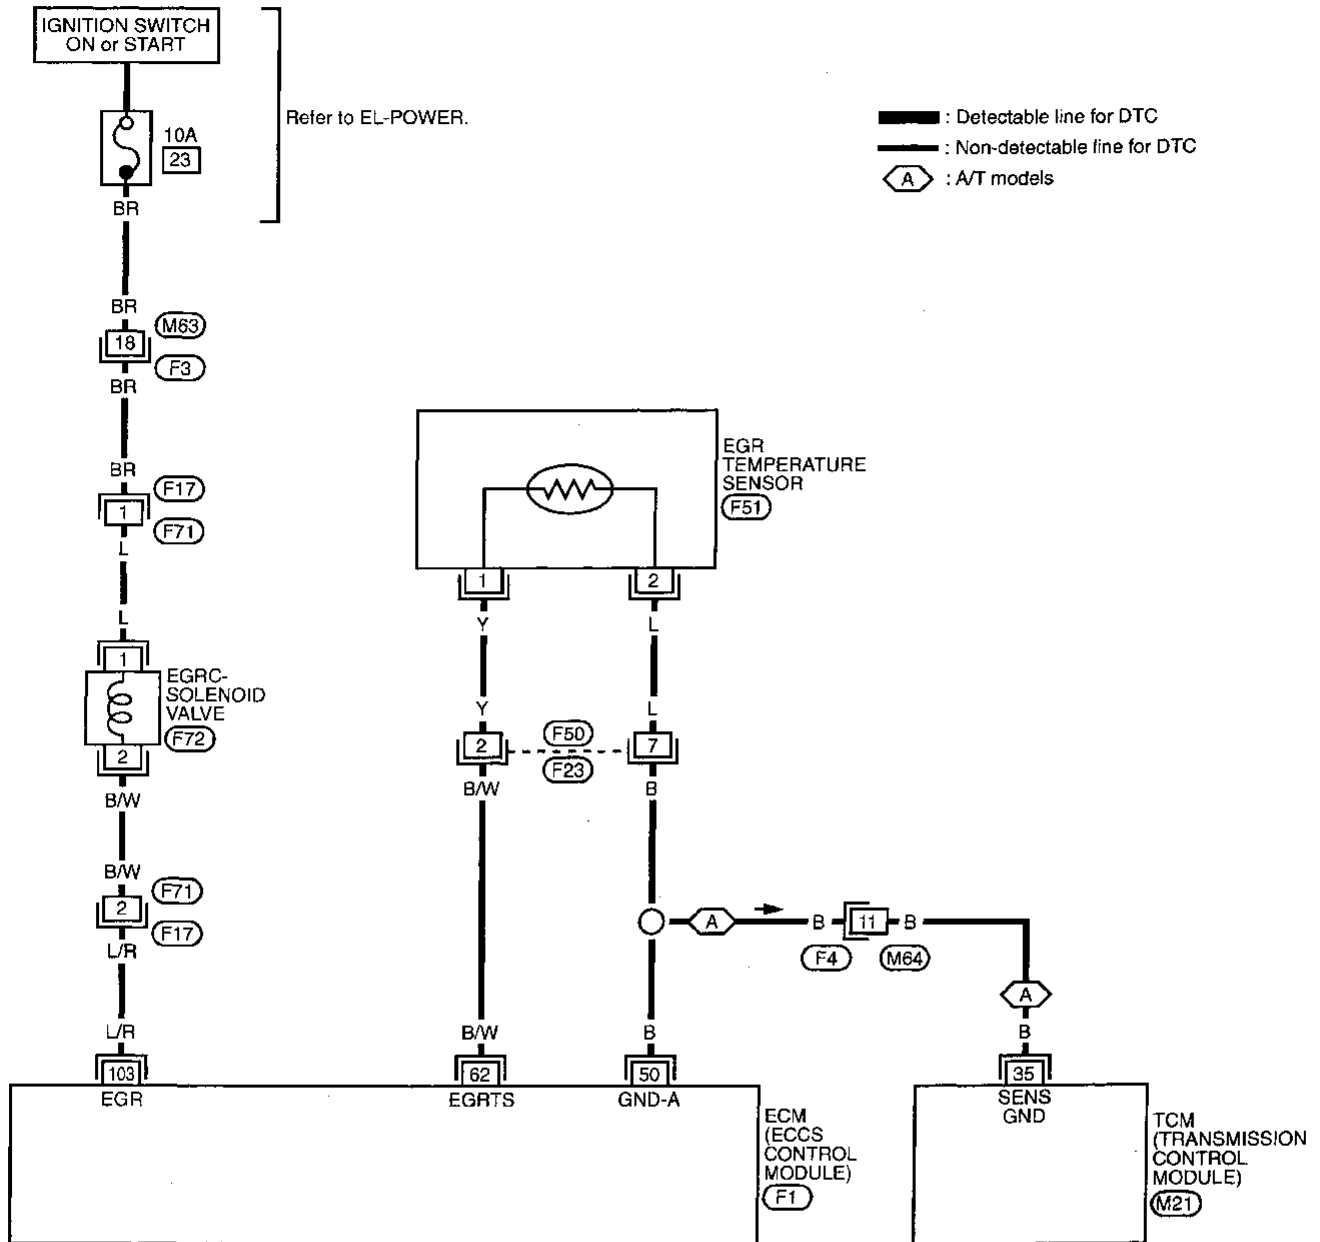 IGNITION SWITCH
ON or START
Refer to EL-POWER.
10A
23
BR
: Detectable line for DTC
: Non-detectable line for DTC
A : A/T models
BR
18
M63
F3
BR
BR
F17
1
F71
L
L
1
EGRC-
SOLENOID
VALVE
F72
2
B/W
B/W
F71
2
F17
L/R
L/R
103
EGR
EGR
TEMPERATURE
SENSOR
F51
1
2
Y
L
Y
L
2
F50
F23
7
B/W
B
A
B
11
B
F4
M64
A
B/W
B
B
62
50
35
EGRTS
GND-A
SENS
GND
ECM
(ECCS
CONTROL
MODULE)
F1
TCM
(TRANSMISSION
CONTROL
MODULE)
M21